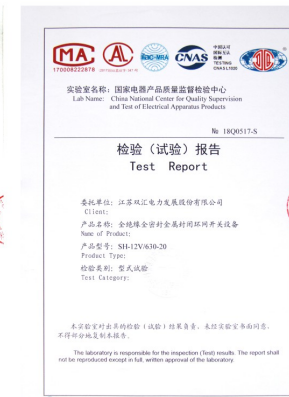 MA
170008222878
AL
ilac-MRA
CNAS
中国认可
国际互认
检测
TESTING
CNAS L1020
实验室名称：国家电器产品质量监督检验中心
Lab Name: China National Center for Quality Supervision
and Test of Electrical Apparatus Products
№ 18Q0517-S
检验（试验）报告
Test Report
委托单位：江苏双汇电力发展股份有限公司
Client:
产品名称：全绝缘全密封金属封闭环网开关设备
Name of Product:
产品型号：SH-12V/630-20
Product Type:
检验类别：型式试验
Test Category:
本实验室对出具的检验（试验）结果负责。未经实验室书面同意，
不得部分地复制本报告。
The laboratory is responsible for the inspection (Test) results. The report shall
not be reproduced except in full, written approval of the laboratory.